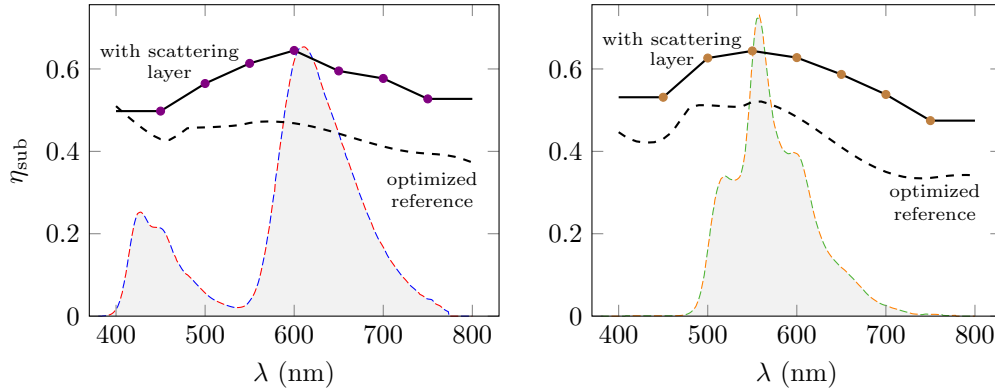 with scattering
layer
optimized
reference
η_sub
0
0.2
0.4
0.6
400 500 600 700 800
λ (nm)
with scattering
layer
optimized
reference
0
0.2
0.4
0.6
400 500 600 700 800
λ (nm)